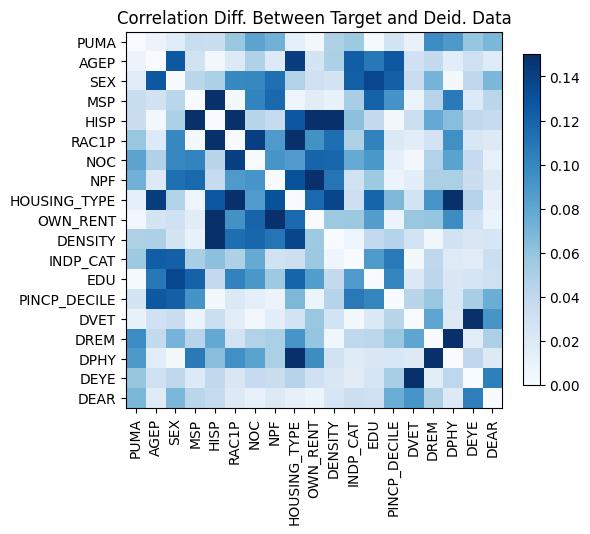 Correlation Diff. Between Target and Deid. Data
PUMA
AGEP
SEX
MSP
HISP
RAC1P
NOC
NPF
HOUSING_TYPE
OWN_RENT
DENSITY
INDP_CAT
EDU
PINCP_DECILE
DVET
DREM
DPHY
DEYE
DEAR
PUMA
AGEP
SEX
MSP
HISP
RAC1P
NOC
NPF
HOUSING_TYPE
OWN_RENT
DENSITY
INDP_CAT
EDU
PINCP_DECILE
DVET
DREM
DPHY
DEYE
DEAR
0.14
0.12
0.10
0.08
0.06
0.04
0.02
0.00